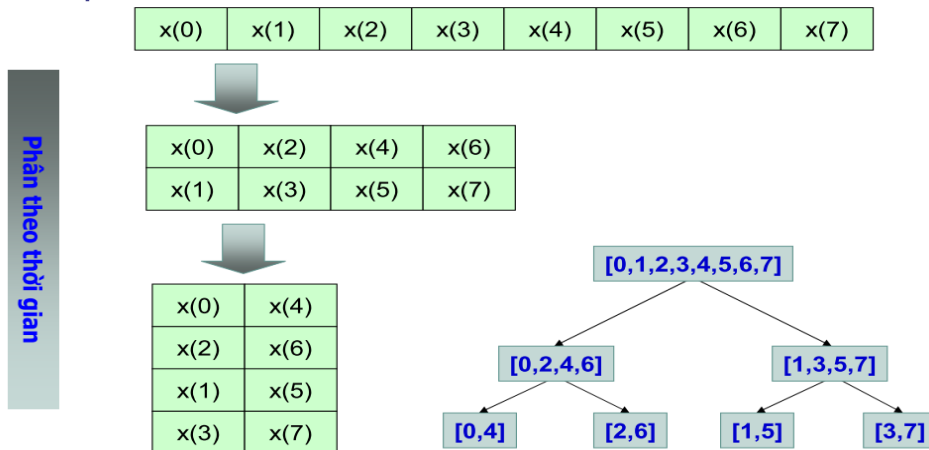 x(0) x(1) x(2) x(3) x(4) x(5) x(6) x(7)
Phân theo thời gian
x(0) x(2) x(4) x(6)
x(1) x(3) x(5) x(7)
x(0) x(4)
x(2) x(6)
x(1) x(5)
x(3) x(7)
[0,1,2,3,4,5,6,7]
[0,2,4,6] [1,3,5,7]
[0,4] [2,6] [1,5] [3,7]